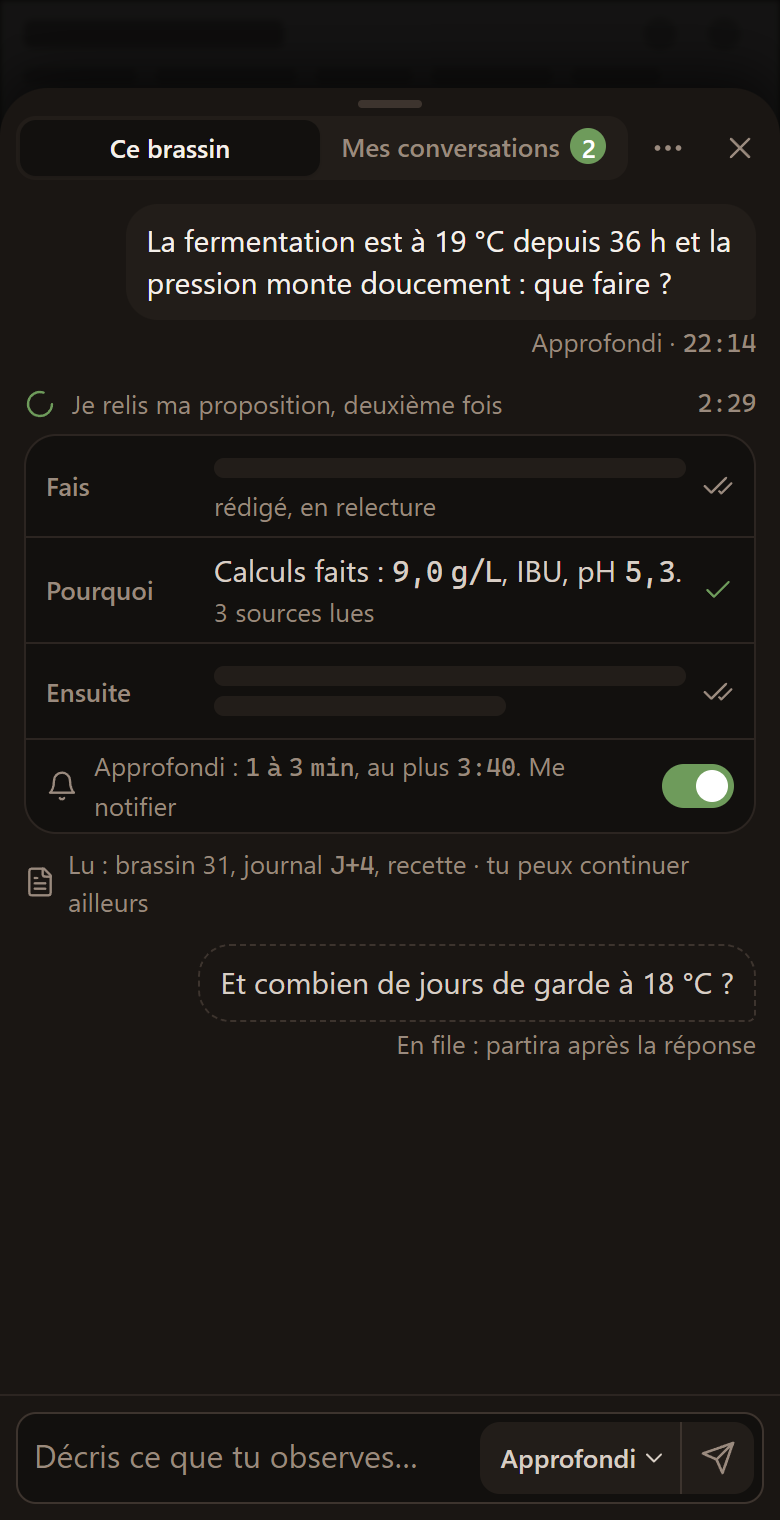 Ce brassin
Mes conversations 2
La fermentation est à 19 °C depuis 36 h et la
pression monte doucement : que faire ?
Approfondi · 22:14
Je relis ma proposition, deuxième fois 2:29
Fais
rédigé, en relecture
Pourquoi
Calculs faits : 9,0 g/L, IBU, pH 5,3.
3 sources lues
Ensuite
Approfondi : 1 à 3 min, au plus 3:40. Me
notifier
Lu : brassin 31, journal J+4, recette · tu peux continuer
ailleurs
Et combien de jours de garde à 18 °C ?
En file : partira après la réponse
Décris ce que tu observes...
Approfondi